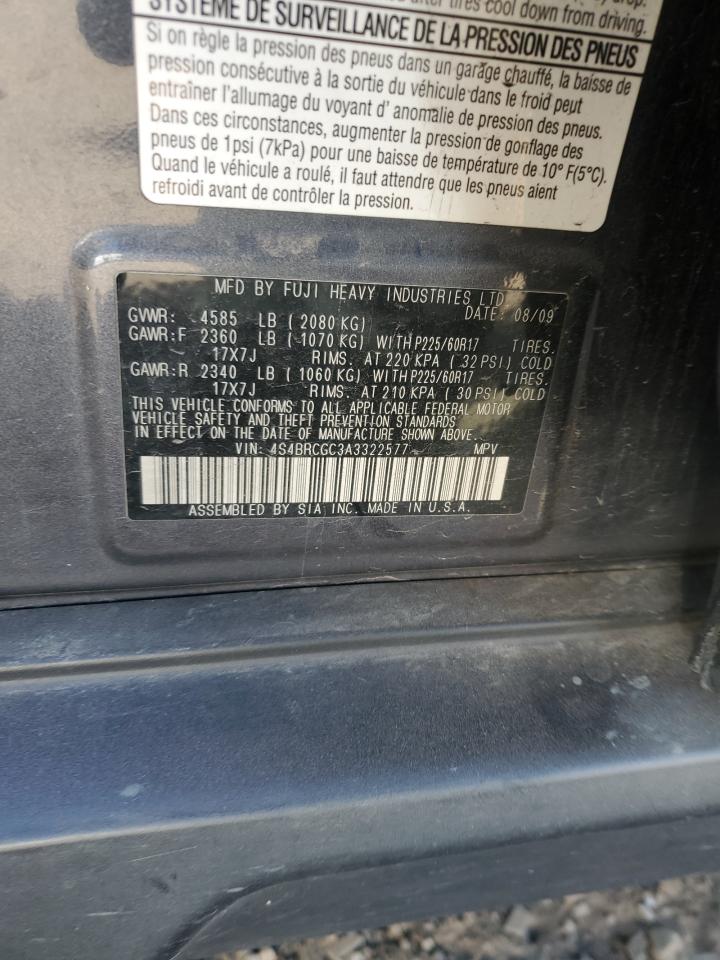 after tires cool down from driving.
SYSTÈME DE SURVEILLANCE DE LA PRESSION DES PNEUS
Si on règle la pression des pneus dans un garage chauffé, la baisse de
pression consécutive à la sortie du véhicule dans le froid peut
entraîner l'allumage du voyant d' anomalie de pression des pneus.
Dans ces circonstances, augmenter la pression de gonflage des
pneus de 1psi (7kPa) pour une baisse de température de 10° F(5°C).
Quand le véhicule a roulé, il faut attendre que les pneus aient
refroidi avant de contrôler la pression.
MFD BY FUJI HEAVY INDUSTRIES LTD
GVWR: 4585 LB (2080 KG) DATE: 08/09
GAWR:F 2360 LB (1070 KG) WITH P225/60R17 TIRES.
17X7J RIMS. AT 220 KPA (32 PSI) COLD
GAWR:R 2340 LB (1060 KG) WITH P225/60R17 TIRES.
17X7J RIMS. AT 210 KPA (30 PSI) COLD
THIS VEHICLE CONFORMS TO ALL APPLICABLE FEDERAL MOTOR
VEHICLE SAFETY AND THEFT PREVENTION STANDARDS
IN EFFECT ON THE DATE OF MANUFACTURE SHOWN ABOVE.
VIN: 4S4BRCGC3A3322577 MPV
ASSEMBLED BY SIA INC. MADE IN U.S.A.